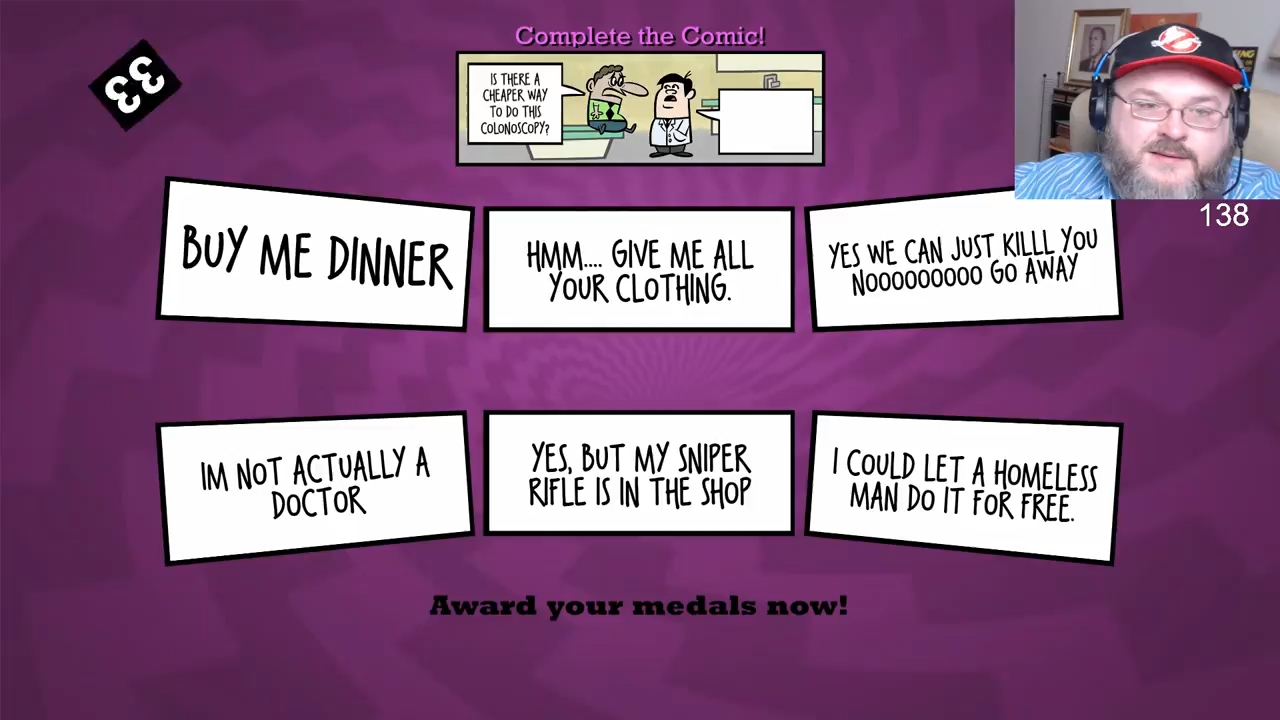 Complete the Comic!
33
IS THERE A
CHEAPER WAY
TO DO THIS
COLONOSCOPY?
138
BUY ME DINNER
HMM.... GIVE ME ALL
YOUR CLOTHING.
YES WE CAN JUST KILLL YOU
NOOOOOOOOO GO AWAY
IM NOT ACTUALLY A
DOCTOR
YES, BUT MY SNIPER
RIFLE IS IN THE SHOP
I COULD LET A HOMELESS
MAN DO IT FOR FREE.
Award your medals now!